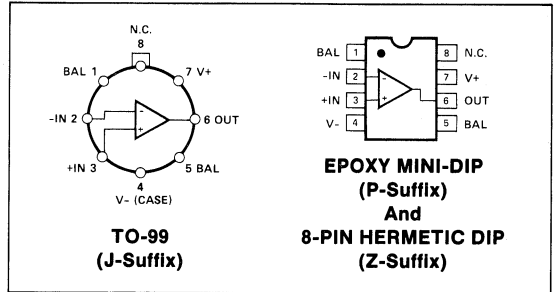 N.C.
8
BAL 1
7 V+
-IN 2
-
+
6 OUT
+IN 3
5 BAL
4
V- (CASE)
TO-99
(J-Suffix)
BAL 1
8 N.C.
-IN 2
-
7 V+
+IN 3
+
6 OUT
V- 4
5 BAL
EPOXY MINI-DIP
(P-Suffix)
And
8-PIN HERMETIC DIP
(Z-Suffix)